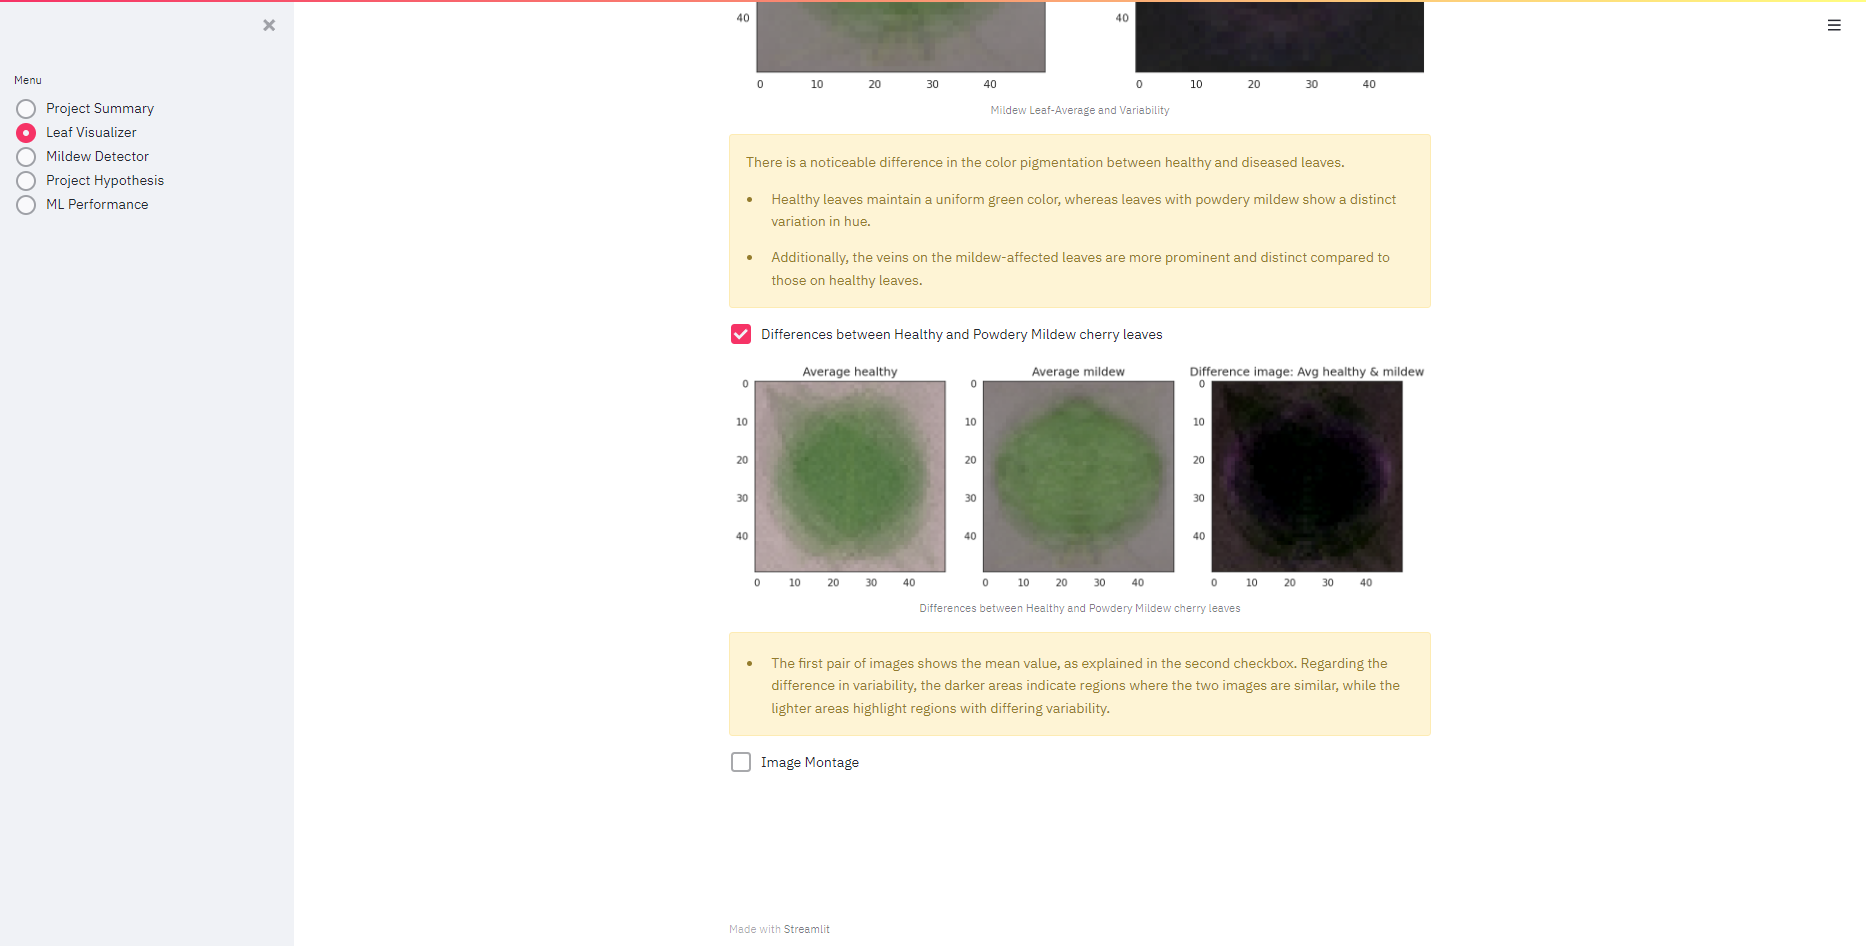 Menu
Project Summary
Leaf Visualizer
Mildew Detector
Project Hypothesis
ML Performance
40
40
0 10 20 30 40
0 10 20 30 40
Mildew Leaf-Average and Variability
There is a noticeable difference in the color pigmentation between healthy and diseased leaves.
• Healthy leaves maintain a uniform green color, whereas leaves with powdery mildew show a distinct
variation in hue.
• Additionally, the veins on the mildew-affected leaves are more prominent and distinct compared to
those on healthy leaves.
Differences between Healthy and Powdery Mildew cherry leaves
Average healthy
0
10
20
30
40
0 10 20 30 40
Average mildew
0
10
20
30
40
0 10 20 30 40
Difference image: Avg healthy & mildew
0
10
20
30
40
0 10 20 30 40
Differences between Healthy and Powdery Mildew cherry leaves
• The first pair of images shows the mean value, as explained in the second checkbox. Regarding the
difference in variability, the darker areas indicate regions where the two images are similar, while the
lighter areas highlight regions with differing variability.
Image Montage
Made with Streamlit